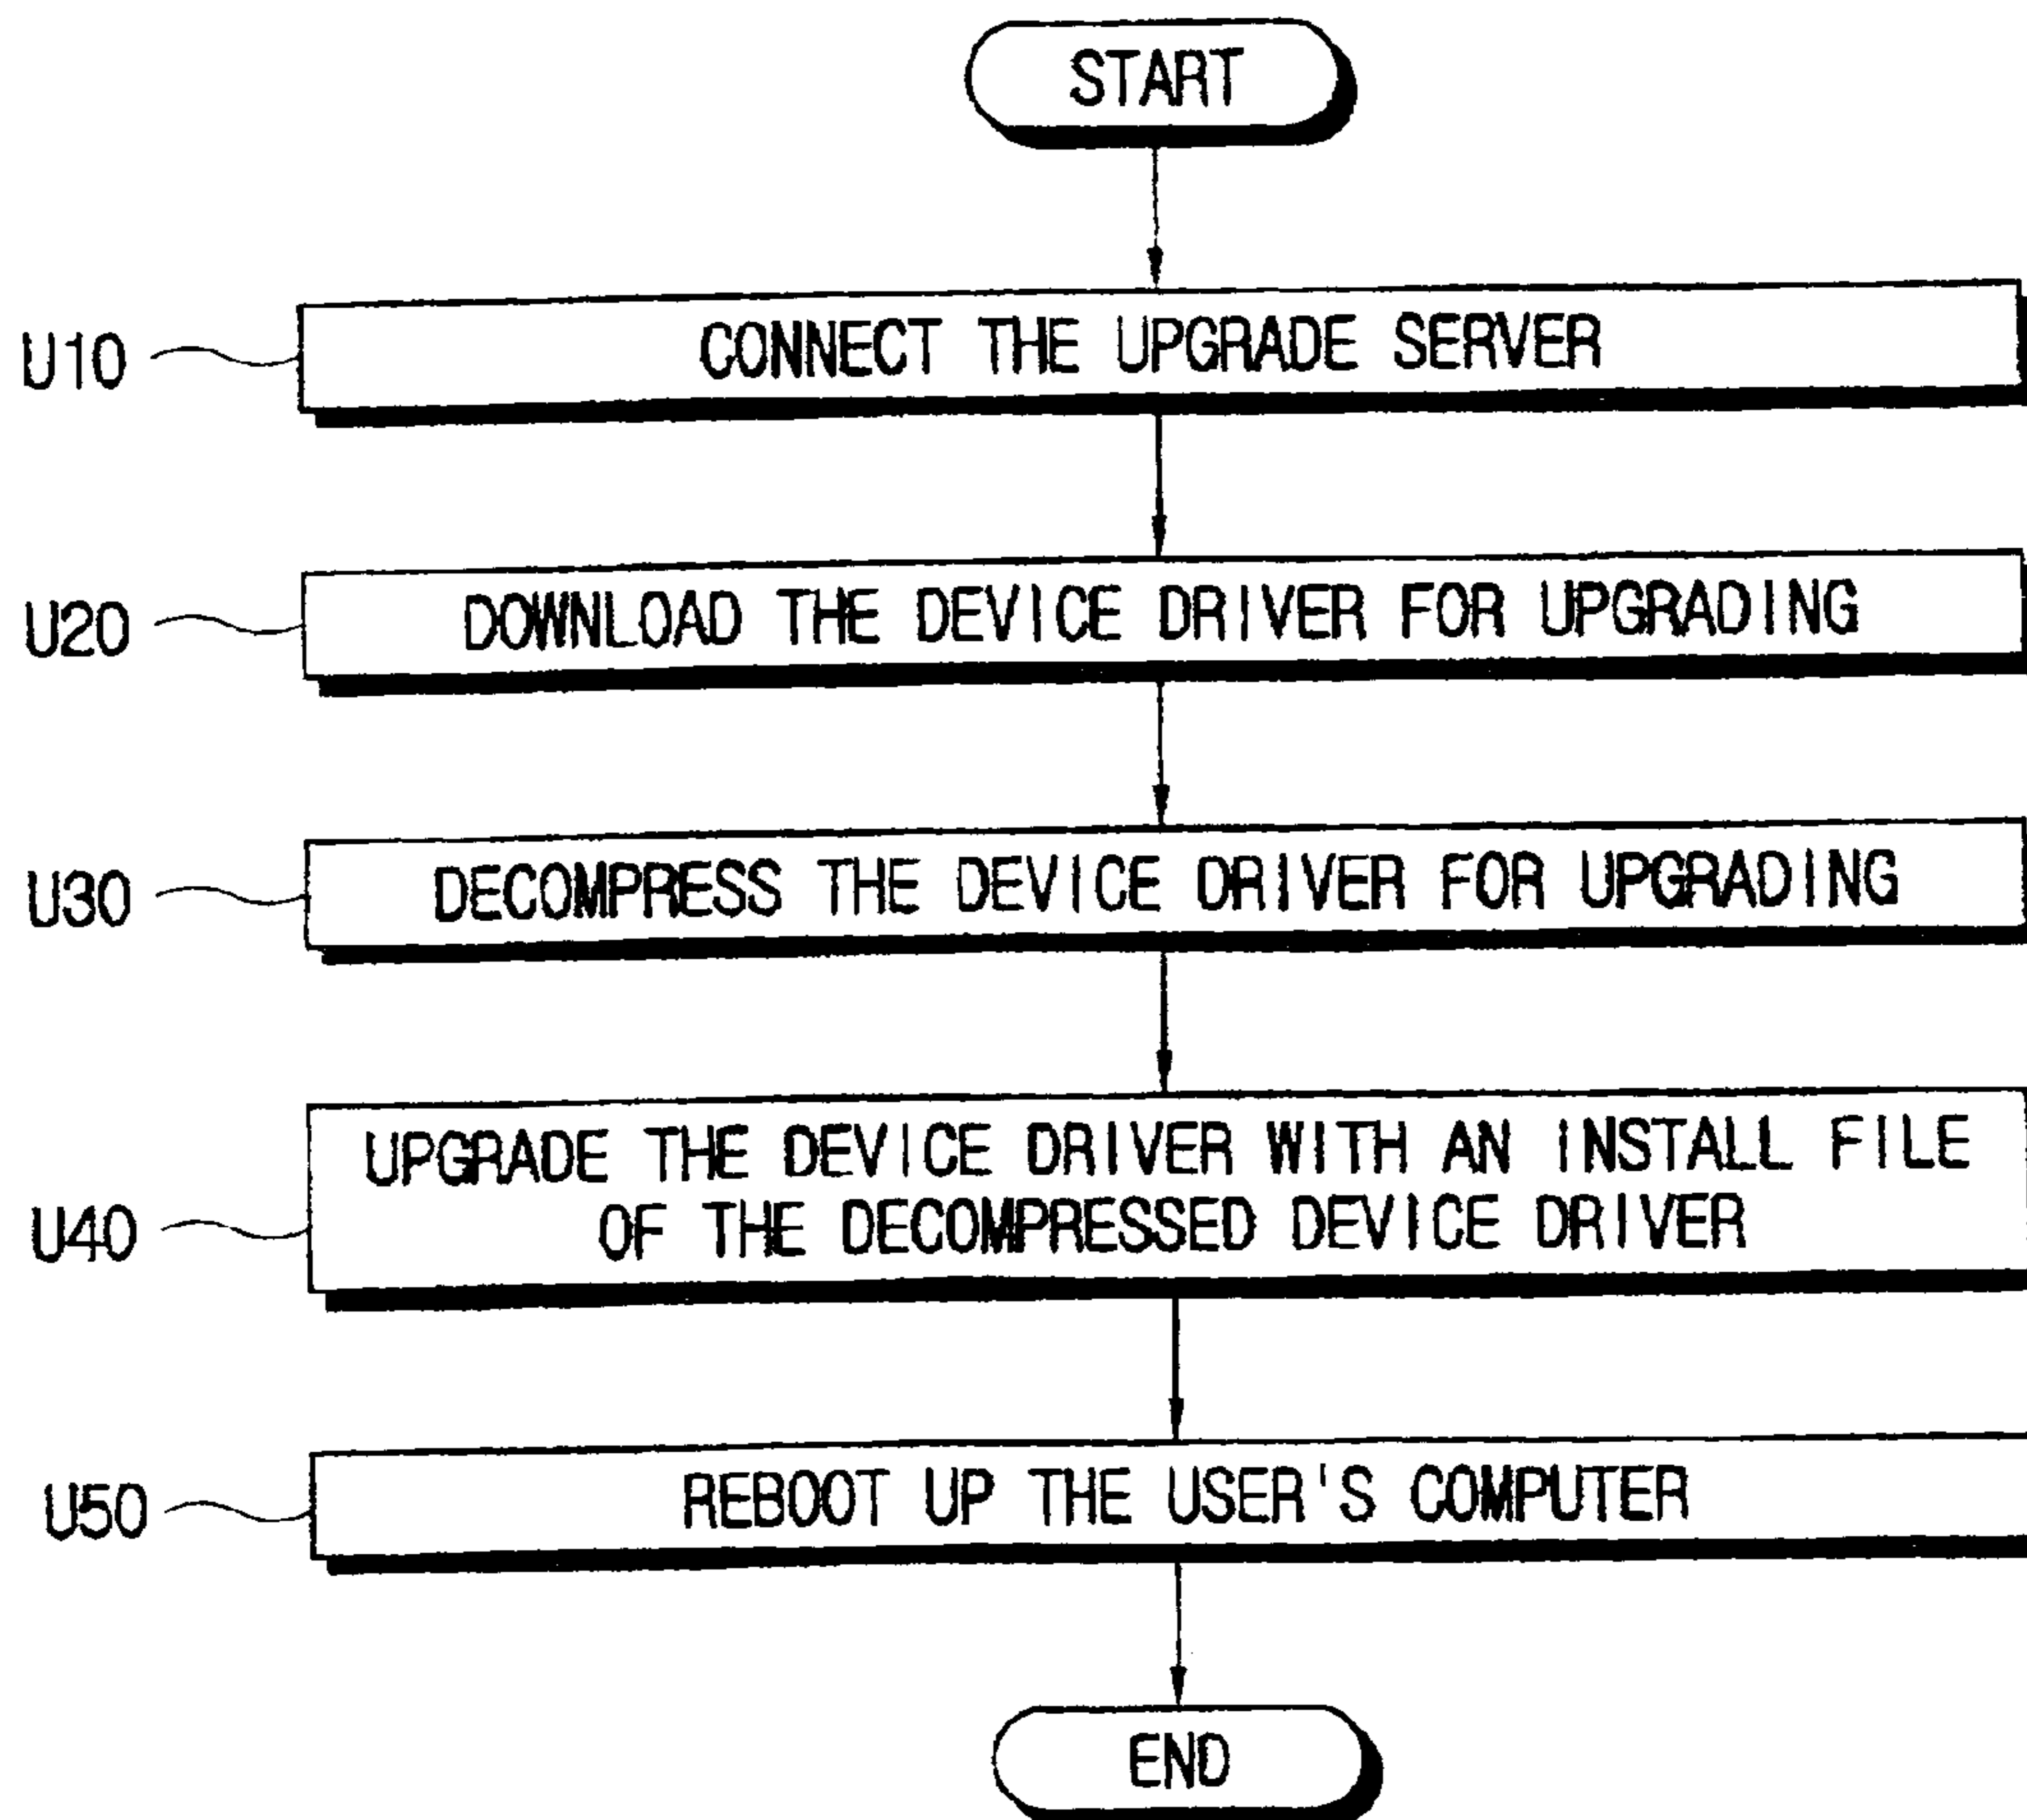 START
U10
CONNECT THE UPGRADE SERVER
U20
DOWNLOAD THE DEVICE DRIVER FOR UPGRADING
U30
DECOMPRESS THE DEVICE DRIVER FOR UPGRADING
U40
UPGRADE THE DEVICE DRIVER WITH AN INSTALL FILE
OF THE DECOMPRESSED DEVICE DRIVER
U50
REBOOT UP THE USER'S COMPUTER
END